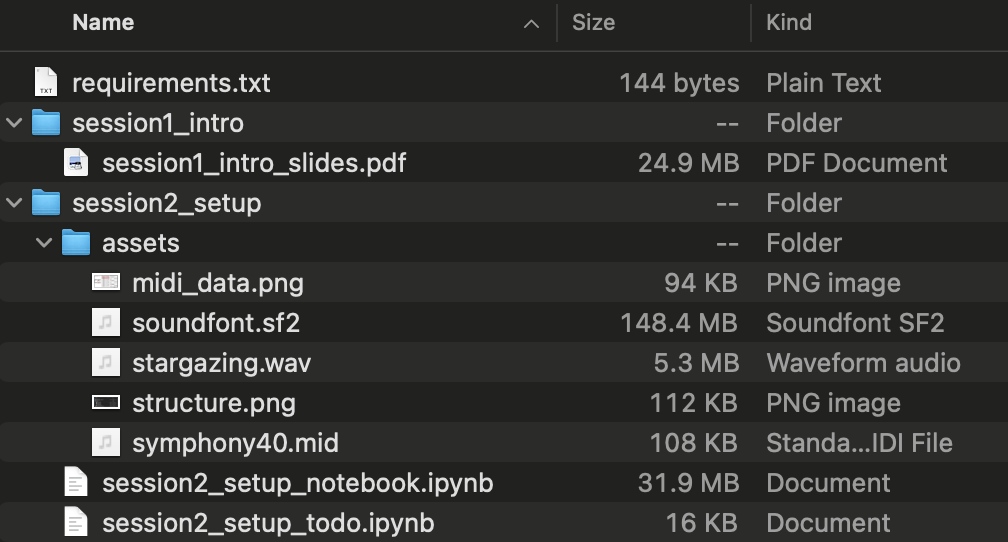 Name Size Kind
requirements.txt 144 bytes Plain Text
session1_intro -- Folder
session1_intro_slides.pdf 24.9 MB PDF Document
session2_setup -- Folder
assets -- Folder
midi_data.png 94 KB PNG image
soundfont.sf2 148.4 MB Soundfont SF2
stargazing.wav 5.3 MB Waveform audio
structure.png 112 KB PNG image
symphony40.mid 108 KB Standa...IDI File
session2_setup_notebook.ipynb 31.9 MB Document
session2_setup_todo.ipynb 16 KB Document